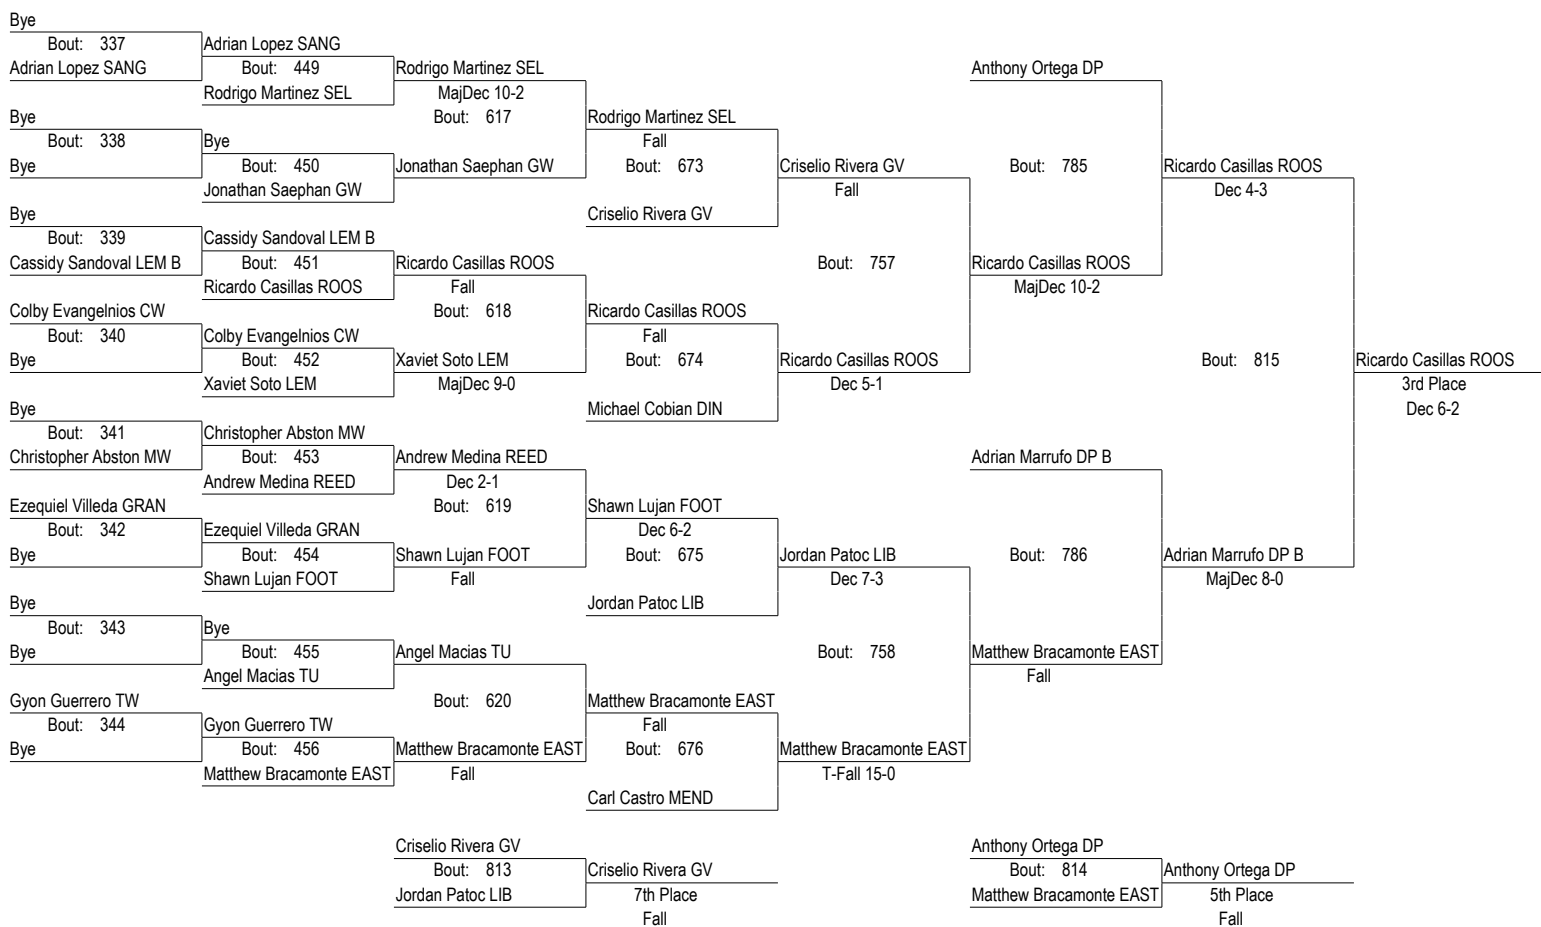 Bye
Bout: 337 Adrian Lopez SANG
Adrian Lopez SANG Bout: 449 Rodrigo Martinez SEL Anthony Ortega DP
Rodrigo Martinez SEL MajDec 10-2
Bye Bout: 617 Rodrigo Martinez SEL
Bout: 338 Bye Fall
Bye Bout: 450 Jonathan Saephan GW Bout: 673 Criselio Rivera GV Bout: 785 Ricardo Casillas ROOS
Jonathan Saephan GW Fall Dec 4-3
Bye Criselio Rivera GV
Bout: 339 Cassidy Sandoval LEM B
Cassidy Sandoval LEM B Bout: 451 Ricardo Casillas ROOS Bout: 757 Ricardo Casillas ROOS
Ricardo Casillas ROOS Fall MajDec 10-2
Colby Evangelnios CW Bout: 618 Ricardo Casillas ROOS
Bout: 340 Colby Evangelnios CW Fall
Bye Bout: 452 Xaviet Soto LEM Bout: 674 Ricardo Casillas ROOS Bout: 815 Ricardo Casillas ROOS
Xaviet Soto LEM MajDec 9-0 Dec 5-1 3rd Place
Bye Michael Cobian DIN Dec 6-2
Bout: 341 Christopher Abston MW
Christopher Abston MW Bout: 453 Andrew Medina REED Adrian Marrufo DP B
Andrew Medina REED Dec 2-1
Ezequiel Villeda GRAN Bout: 619 Shawn Lujan FOOT
Bout: 342 Ezequiel Villeda GRAN Dec 6-2
Bye Bout: 454 Shawn Lujan FOOT Bout: 675 Jordan Patoc LIB Bout: 786 Adrian Marrufo DP B
Shawn Lujan FOOT Fall Dec 7-3 MajDec 8-0
Bye Jordan Patoc LIB
Bout: 343 Bye
Bye Bout: 455 Angel Macias TU Bout: 758 Matthew Bracamonte EAST
Angel Macias TU Fall
Gyon Guerrero TW Bout: 620 Matthew Bracamonte EAST
Bout: 344 Gyon Guerrero TW Fall
Bye Bout: 456 Matthew Bracamonte EAST Bout: 676 Matthew Bracamonte EAST
Matthew Bracamonte EAST Fall T-Fall 15-0
Carl Castro MEND
Criselio Rivera GV Anthony Ortega DP
Bout: 813 Criselio Rivera GV Bout: 814 Anthony Ortega DP
Jordan Patoc LIB 7th Place Matthew Bracamonte EAST 5th Place
Fall Fall